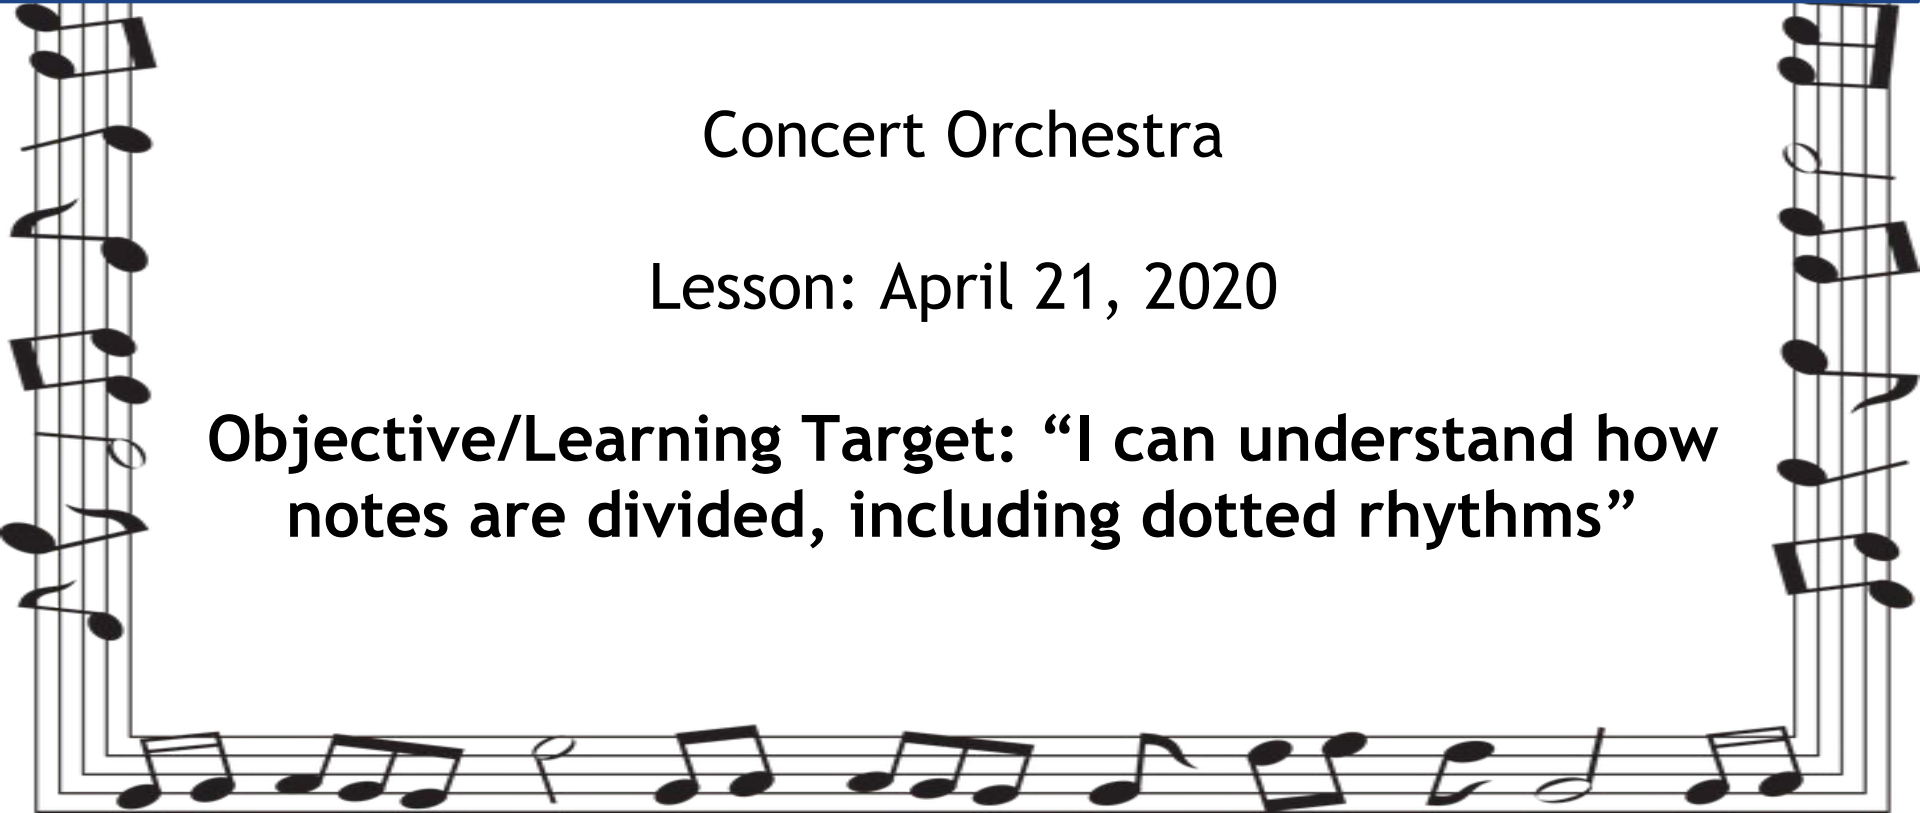 Concert Orchestra
Lesson: April 21, 2020
Objective/Learning Target: “I can understand how
notes are divided, including dotted rhythms”